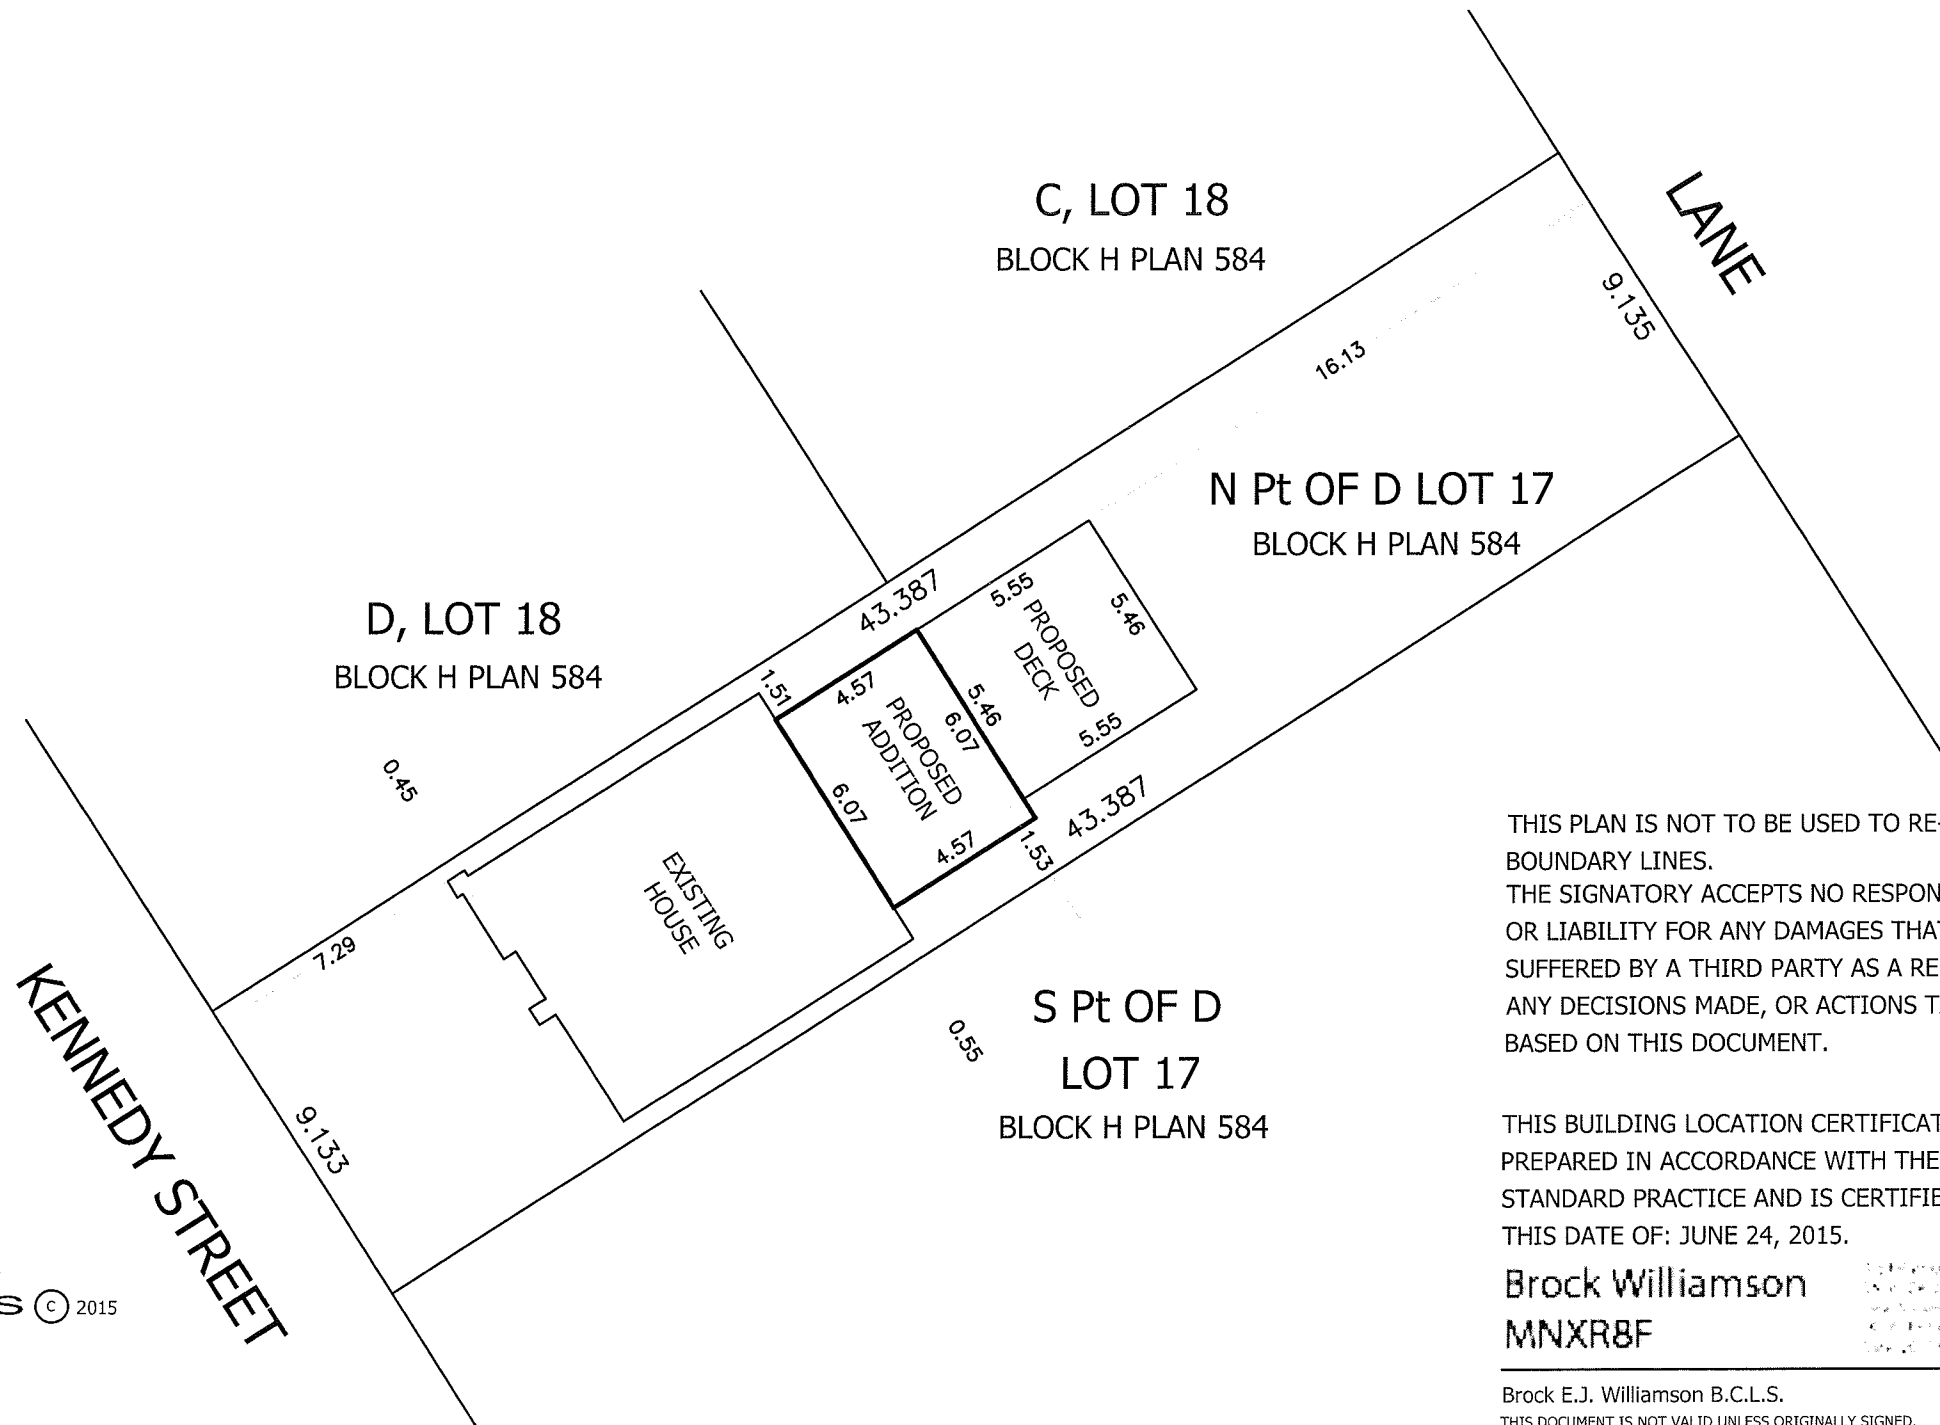 C, LOT 18
BLOCK H PLAN 584
LANE
9.135
16.13
N Pt OF D LOT 17
BLOCK H PLAN 584
43.387
5.55
PROPOSED
DECK
5.46
5.55
D, LOT 18
BLOCK H PLAN 584
1.51
4.57
PROPOSED
ADDITION
5.46
6.07
6.07
4.57
1.53
43.387
0.45
EXISTING
HOUSE
7.29
KENNEDY STREET
9.133
0.55
S Pt OF D
LOT 17
BLOCK H PLAN 584
S © 2015
THIS PLAN IS NOT TO BE USED TO RE-
BOUNDARY LINES.
THE SIGNATORY ACCEPTS NO RESPON
OR LIABILITY FOR ANY DAMAGES THAT
SUFFERED BY A THIRD PARTY AS A RE
ANY DECISIONS MADE, OR ACTIONS T
BASED ON THIS DOCUMENT.
THIS BUILDING LOCATION CERTIFICAT
PREPARED IN ACCORDANCE WITH THE
STANDARD PRACTICE AND IS CERTIFIE
THIS DATE OF: JUNE 24, 2015.
Brock Williamson
MNXR8F
Brock E.J. Williamson B.C.L.S.
THIS DOCUMENT IS NOT VALID UNLESS ORIGINALLY SIGNED.